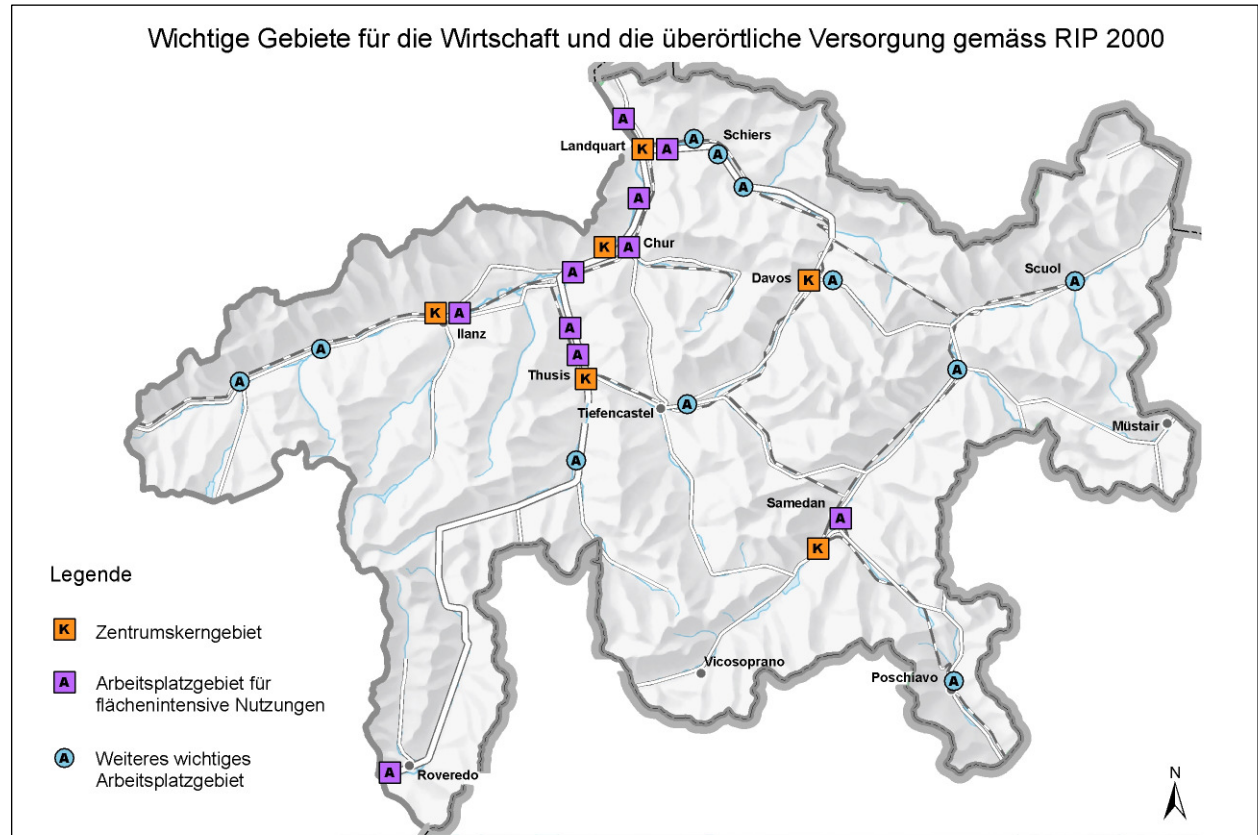 Wichtige Gebiete für die Wirtschaft und die überörtliche Versorgung gemäss RIP 2000
A
Landquart
K
A
A
Schiers
A
A
A
K
A
Chur
A
Davos
K
A
Scuol
A
K
A
Ilanz
A
A
A
A
Thusis
K
A
Tiefencastel
A
Müstair
A
Samedan
A
K
Legende
K
Zentrumskerngebiet
A
Arbeitsplatzgebiet für
flächenintensive Nutzungen
A
Weiteres wichtiges
Arbeitsplatzgebiet
Vicosoprano
Poschiavo
A
A
Roveredo
N